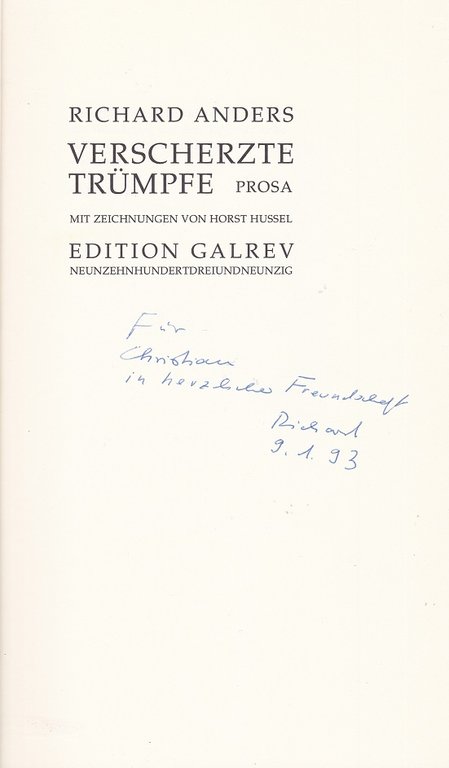 RICHARD ANDERS
VERSCHERZTE
TRÜMPFE PROSA
MIT ZEICHNUNGEN VON HORST HUSSEL
EDITION GALREV
NEUNZEHNHUNDERTDREIUNDNEUNZIG
Für
Christian
in herzlicher Freundschaft
Richard
9. 1. 93